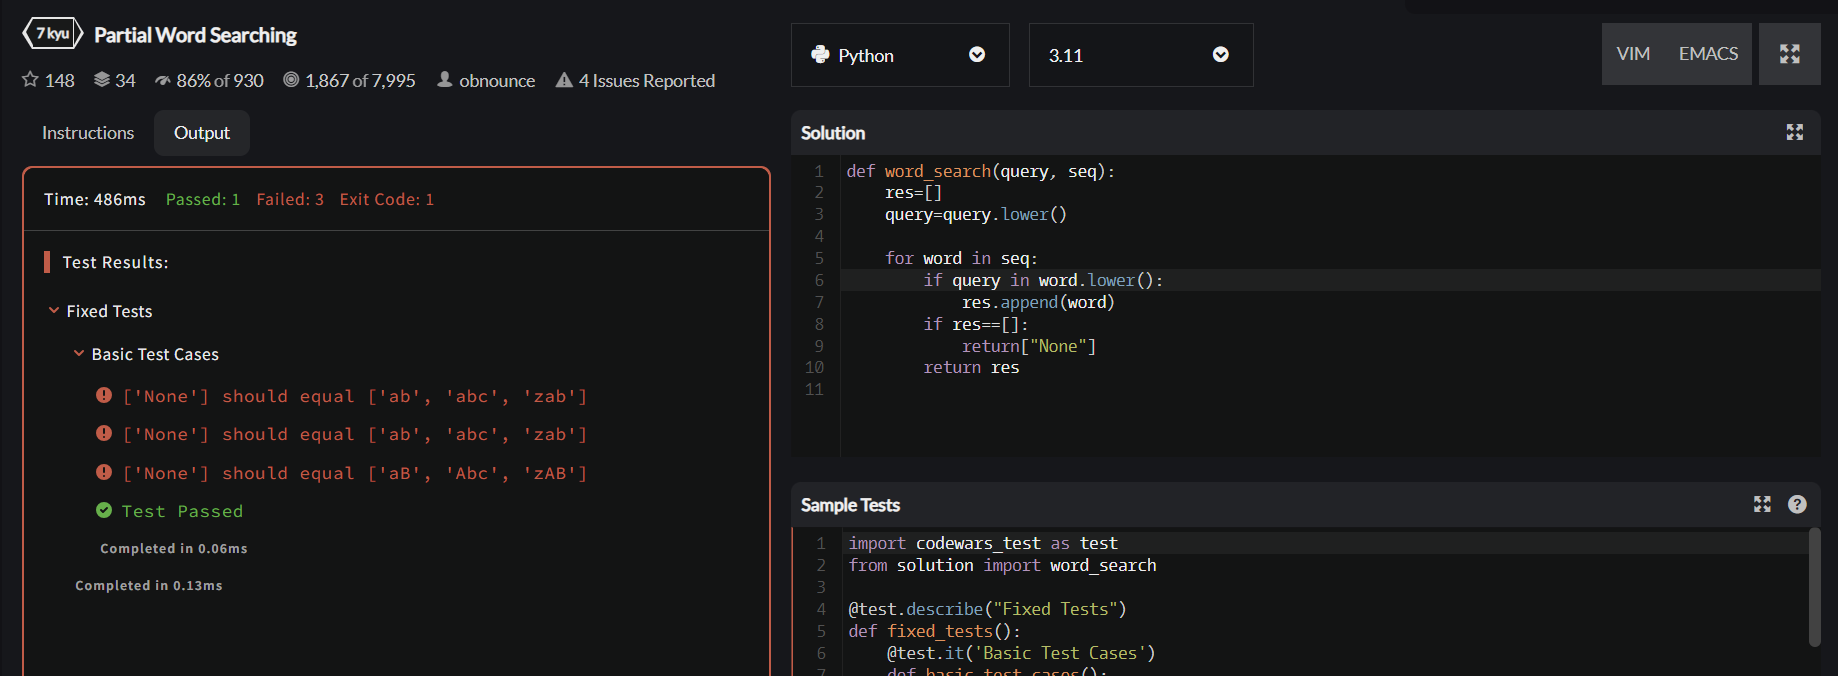 7 kyu Partial Word Searching
148 34 86% of 930 1,867 of 7,995 obnounce 4 Issues Reported
Instructions Output
Time: 486ms Passed: 1 Failed: 3 Exit Code: 1
Test Results:
Fixed Tests
Basic Test Cases
['None'] should equal ['ab', 'abc', 'zab']
['None'] should equal ['ab', 'abc', 'zab']
['None'] should equal ['aB', 'Abc', 'zAB']
Test Passed
Completed in 0.06ms
Completed in 0.13ms
Python 3.11 VIM EMACS
Solution
1 def word_search(query, seq):
2     res=[]
3     query=query.lower()
4
5     for word in seq:
6         if query in word.lower():
7             res.append(word)
8         if res==[]:
9             return["None"]
10         return res
11
Sample Tests
?
1 import codewars_test as test
2 from solution import word_search
3
4 @test.describe("Fixed Tests")
5 def fixed_tests():
6     @test.it('Basic Test Cases')
7     def basic_test_cases():